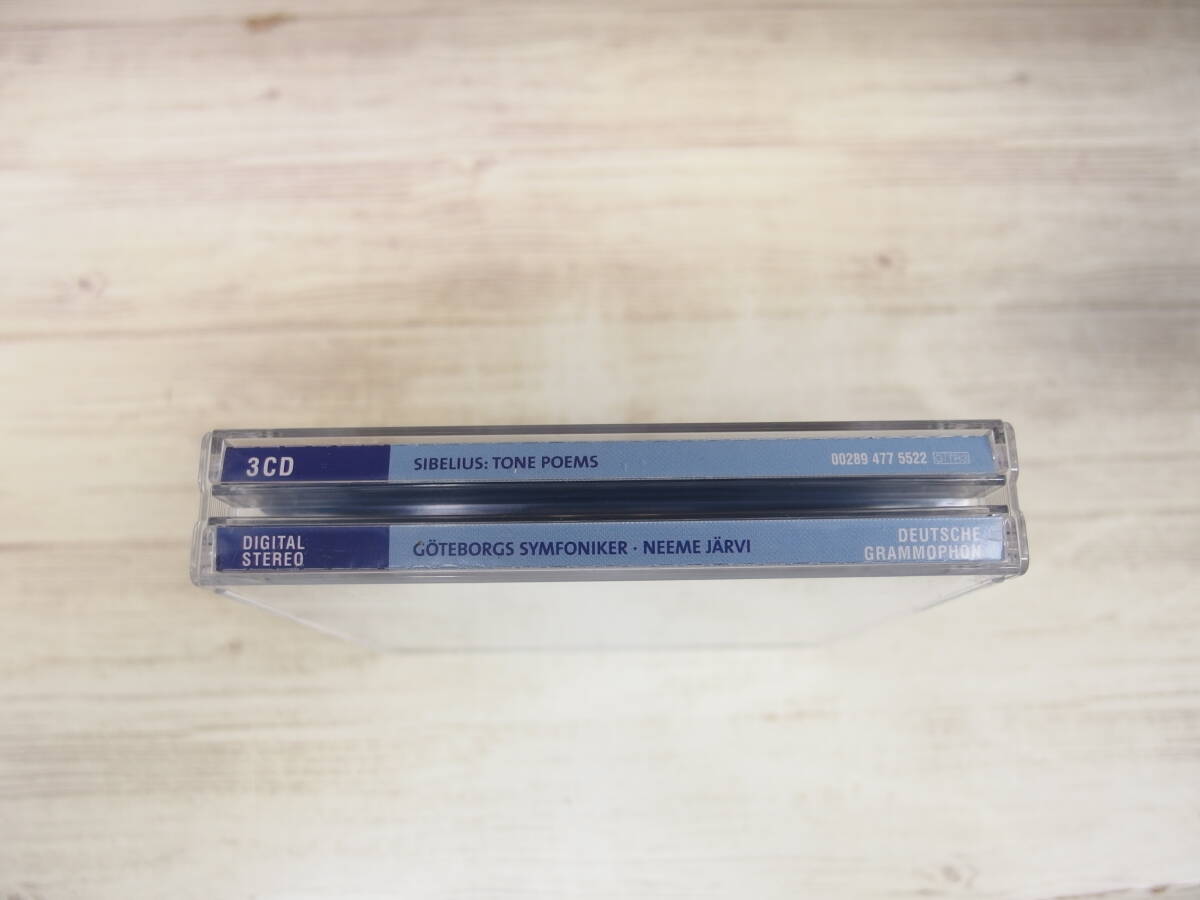 3CD SIBELIUS: TONE POEMS 00289 477 5522
DIGITAL
STEREO
GÖTEBORGS SYMFONIKER · NEEME JÄRVI
DEUTSCHE
GRAMMOPHON